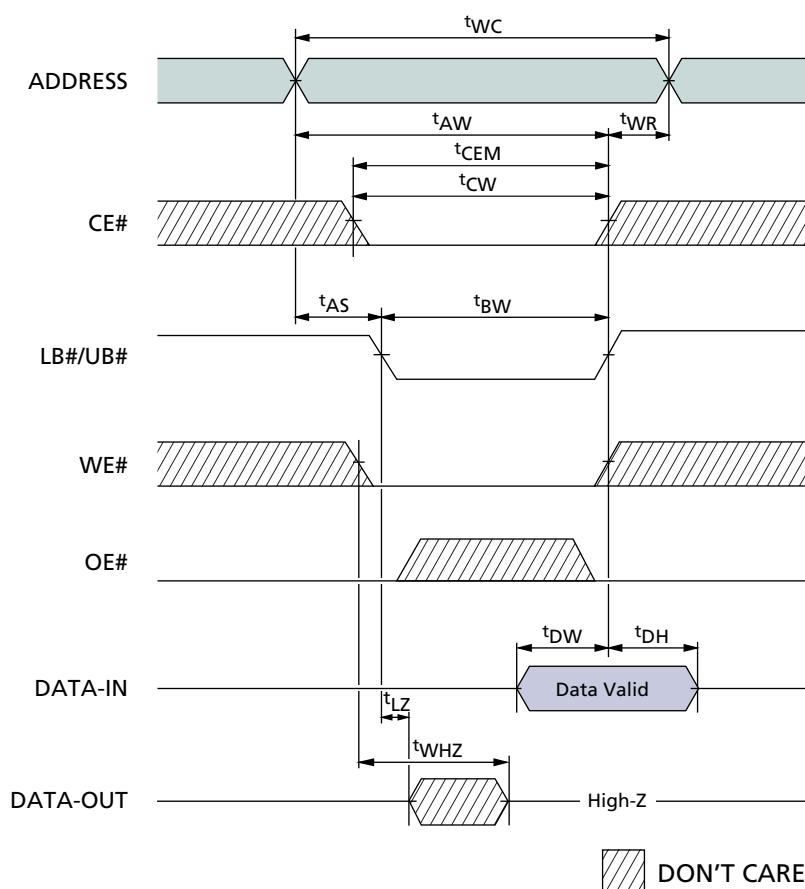 tWC
ADDRESS
tAW
tWR
tCEM
tCW
CE#
tAS
tBW
LB#/UB#
WE#
OE#
tDW
tDH
DATA-IN
Data Valid
tLZ
tWHZ
DATA-OUT
High-Z
DON'T CARE